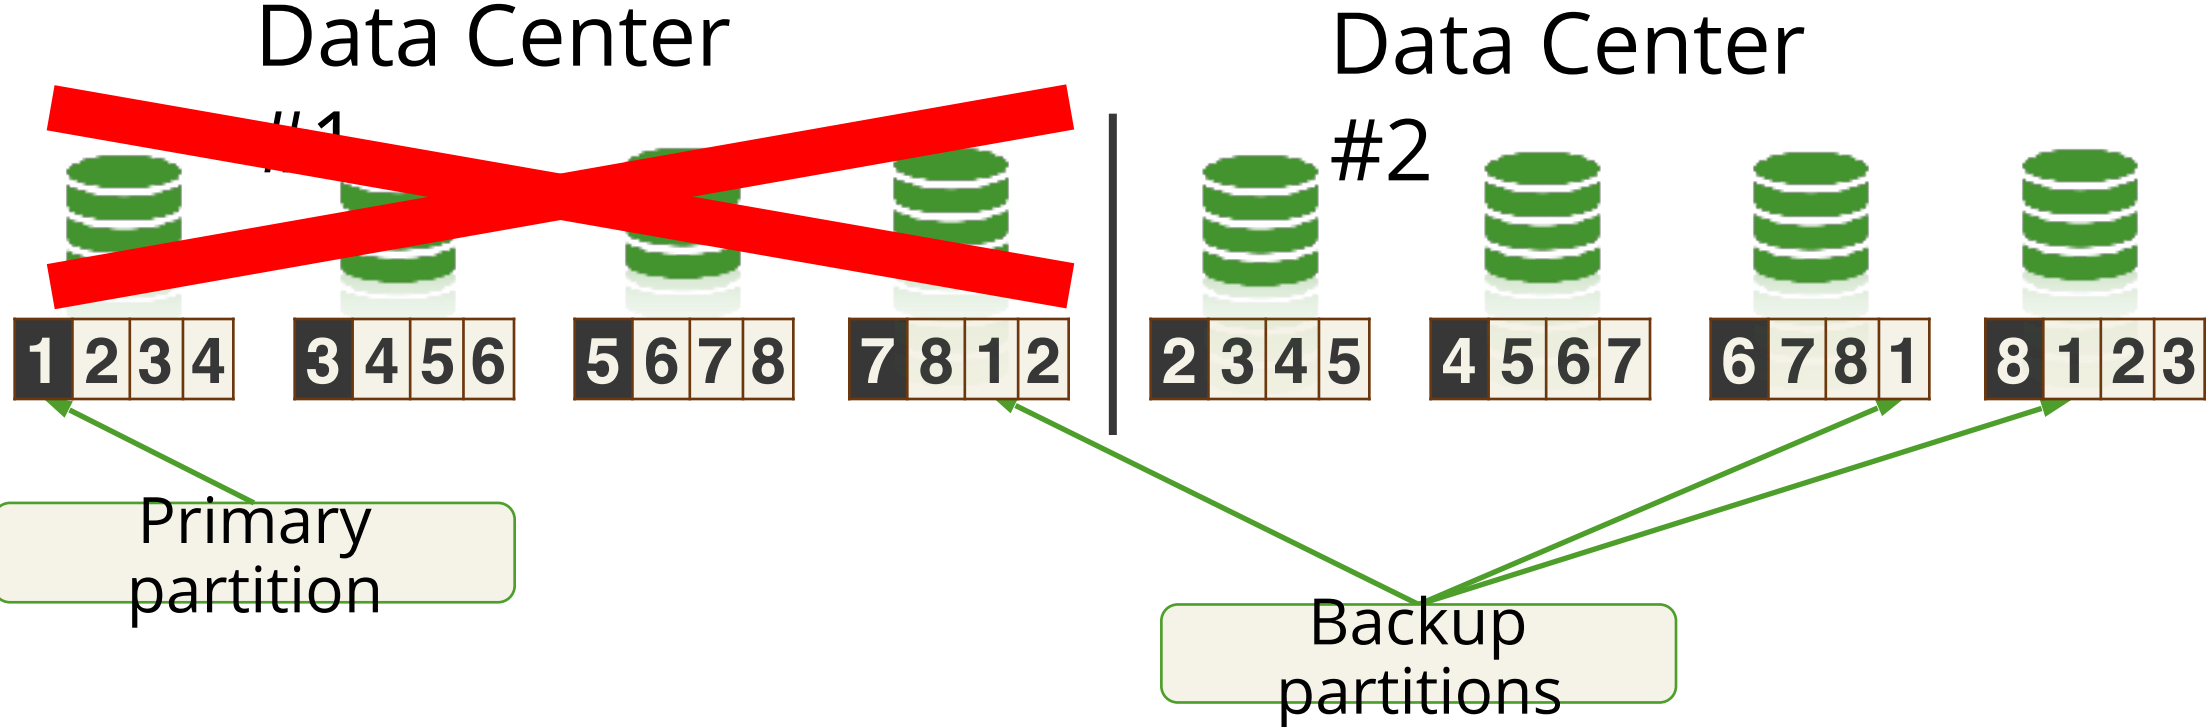 Data Center
#1
Data Center
#2
1 2 3 4
3 4 5 6
5 6 7 8
7 8 1 2
2 3 4 5
4 5 6 7
6 7 8 1
8 1 2 3
Primary
partition
Backup
partitions